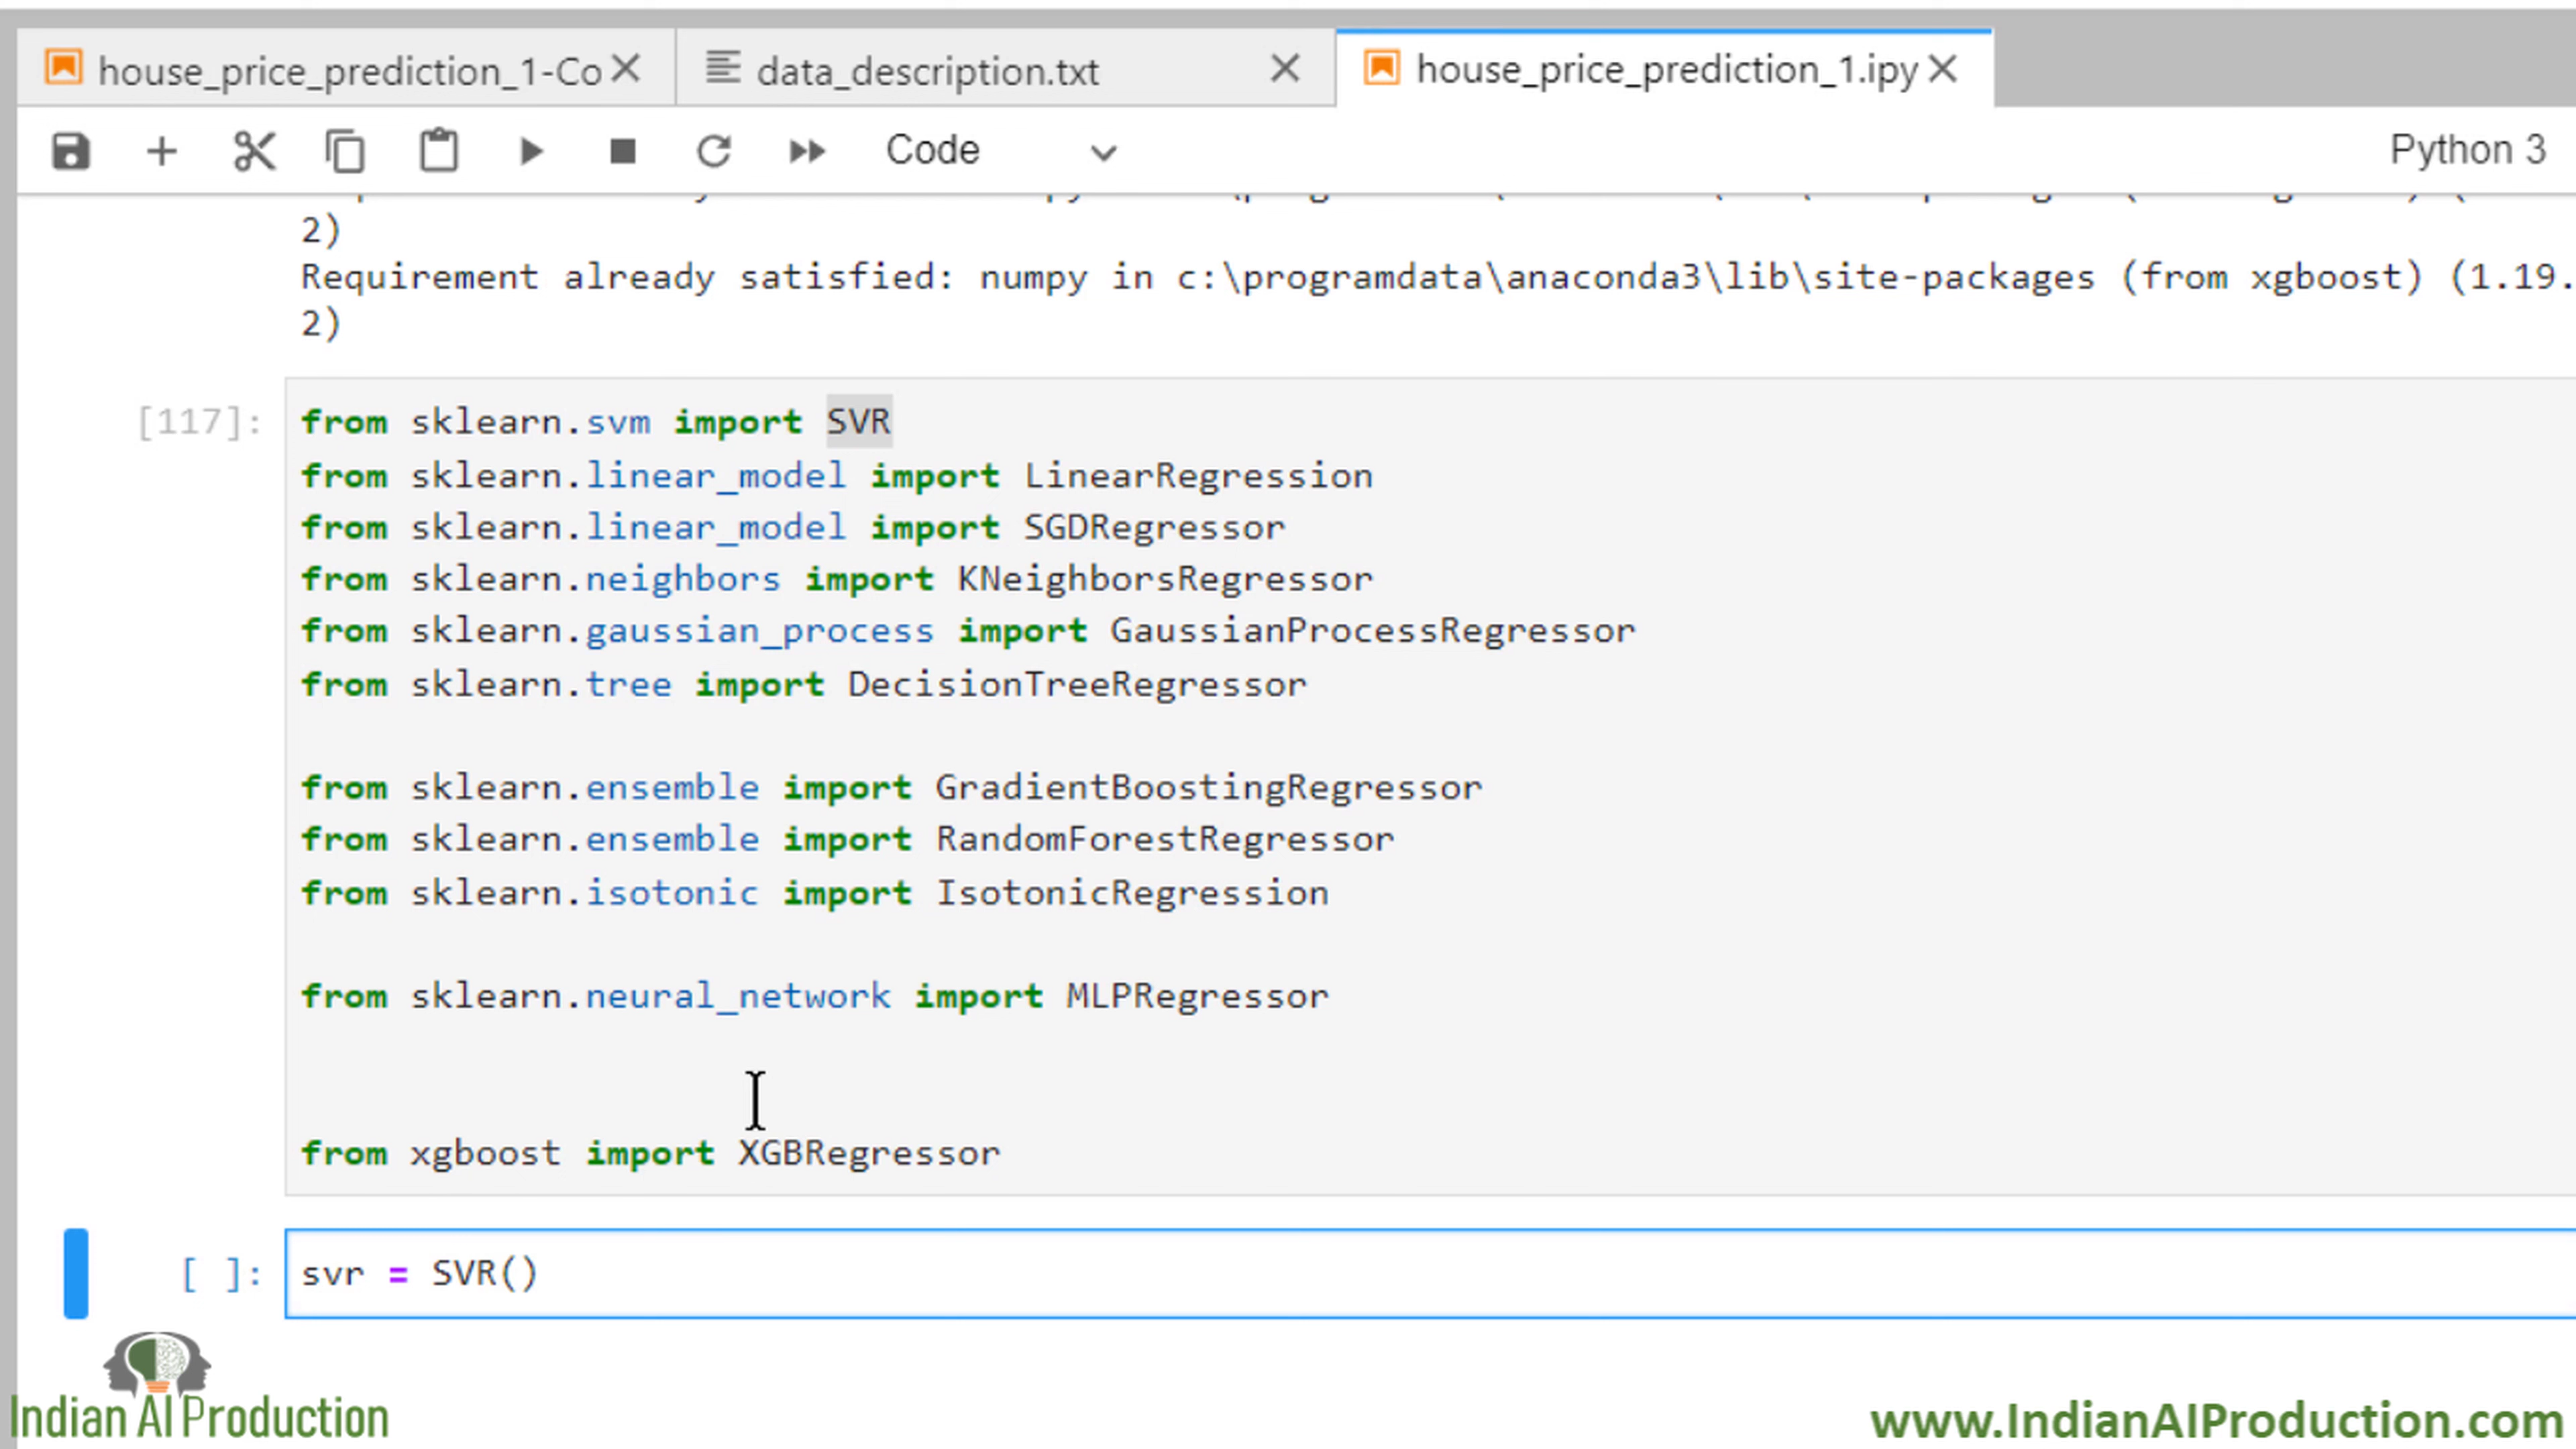 house_price_prediction_1-Co
data_description.txt
house_price_prediction_1.ipy
Code
Python 3
2)
Requirement already satisfied: numpy in c:\programdata\anaconda3\lib\site-packages (from xgboost) (1.19.
2)
[117]:
from sklearn.svm import SVR
from sklearn.linear_model import LinearRegression
from sklearn.linear_model import SGDRegressor
from sklearn.neighbors import KNeighborsRegressor
from sklearn.gaussian_process import GaussianProcessRegressor
from sklearn.tree import DecisionTreeRegressor
from sklearn.ensemble import GradientBoostingRegressor
from sklearn.ensemble import RandomForestRegressor
from sklearn.isotonic import IsotonicRegression
from sklearn.neural_network import MLPRegressor
from xgboost import XGBRegressor
[ ]: svr = SVR()
Indian AI Production
www.IndianAIProduction.com